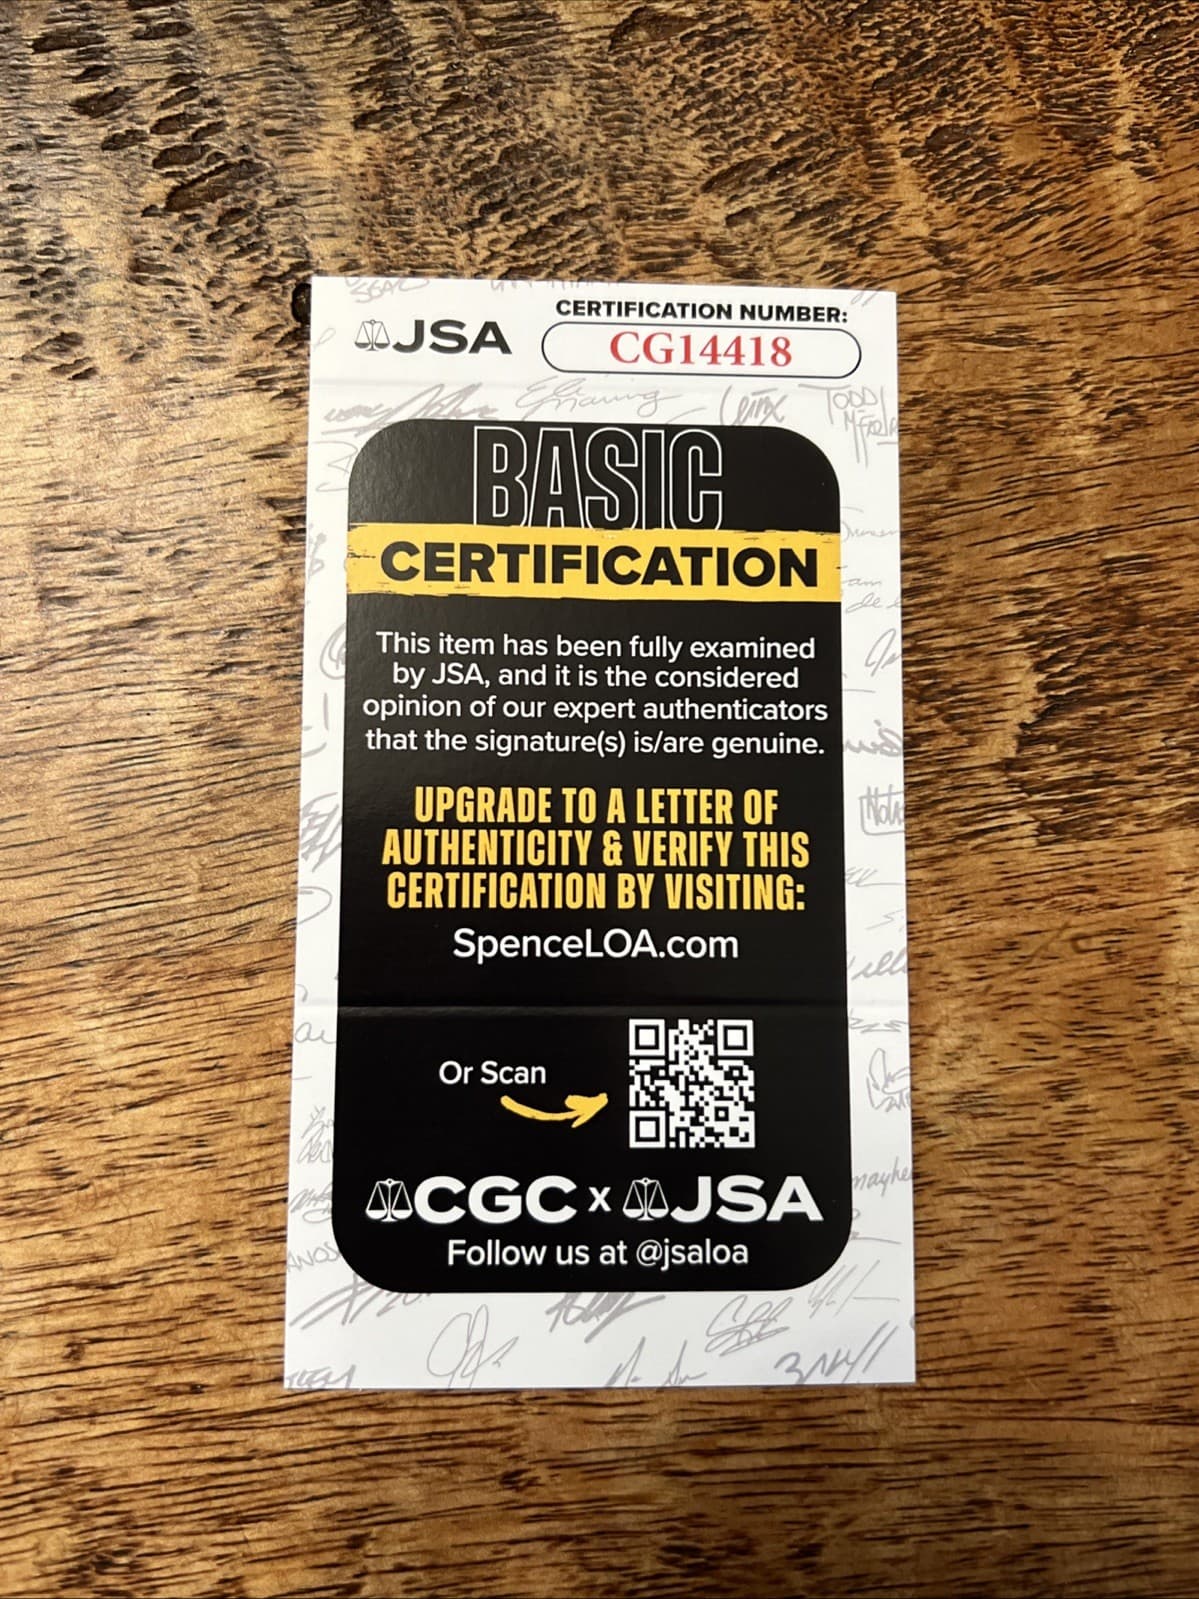 JSA
CERTIFICATION NUMBER:
CG14418
BASIC
CERTIFICATION
This item has been fully examined
by JSA, and it is the considered
opinion of our expert authenticators
that the signature(s) is/are genuine.
UPGRADE TO A LETTER OF
AUTHENTICITY & VERIFY THIS
CERTIFICATION BY VISITING:
SpenceLOA.com
Or Scan
CGC x JSA
Follow us at @jsaloa